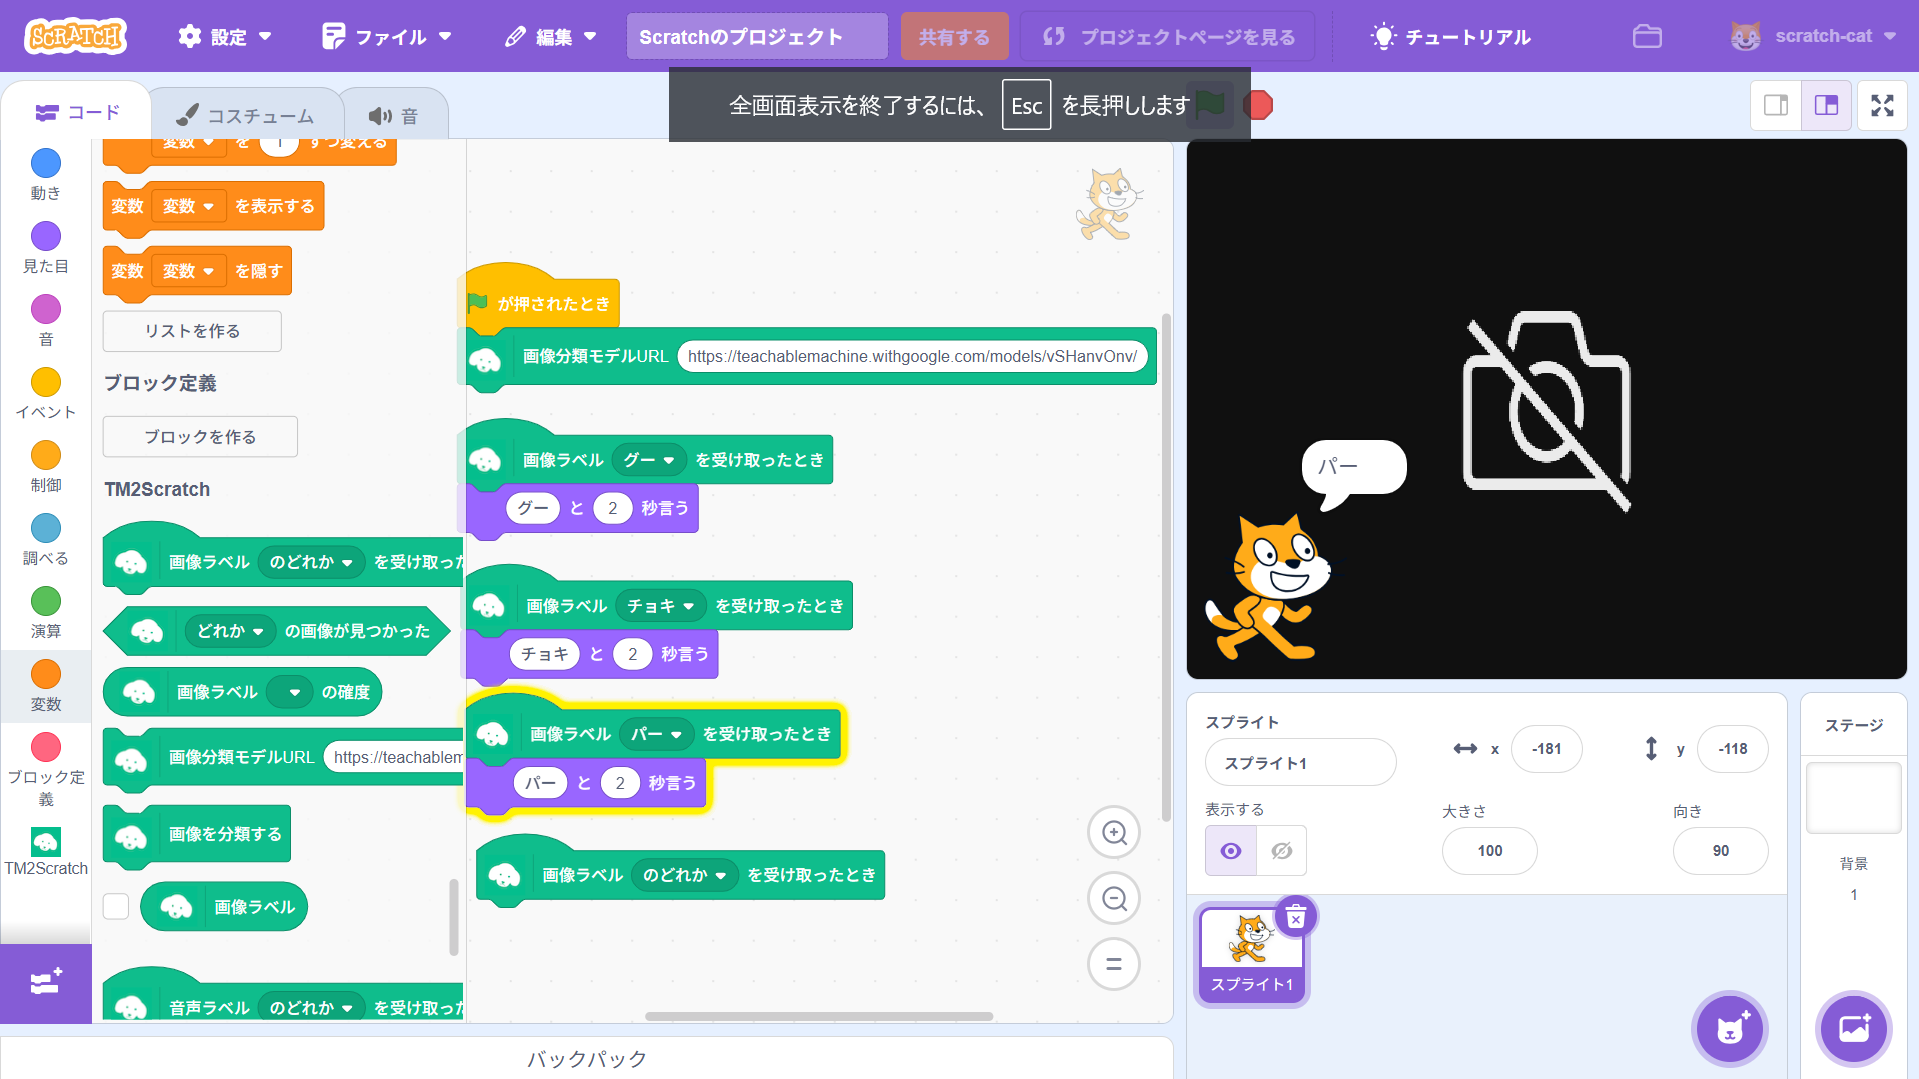 SCRATCH
設定
ファイル
編集
Scratchのプロジェクト
共有する
プロジェクトページを見る
チュートリアル
scratch-cat
全画面表示を終了するには、 Esc を長押しします
コード
コスチューム
音
動き
見た目
音
イベント
制御
調べる
演算
変数
ブロック定義
TM2Scratch
変数 を 1 ずつ変える
変数 変数 を表示する
変数 変数 を隠す
リストを作る
ブロック定義
ブロックを作る
TM2Scratch
画像ラベル のどれか を受け取った
どれか の画像が見つかった
画像ラベル の確度
画像分類モデルURL https://teachablem
画像を分類する
画像ラベル
音声ラベル のどれか を受け取った
が押されたとき
画像分類モデルURL https://teachablemachine.withgoogle.com/models/vSHanvOnv/
画像ラベル グー を受け取ったとき
グー と 2 秒言う
画像ラベル チョキ を受け取ったとき
チョキ と 2 秒言う
画像ラベル パー を受け取ったとき
パー と 2 秒言う
画像ラベル のどれか を受け取ったとき
バックパック
パー
スプライト
スプライト1
x -181
y -118
表示する
大きさ
100
向き
90
スプライト1
ステージ
背景
1